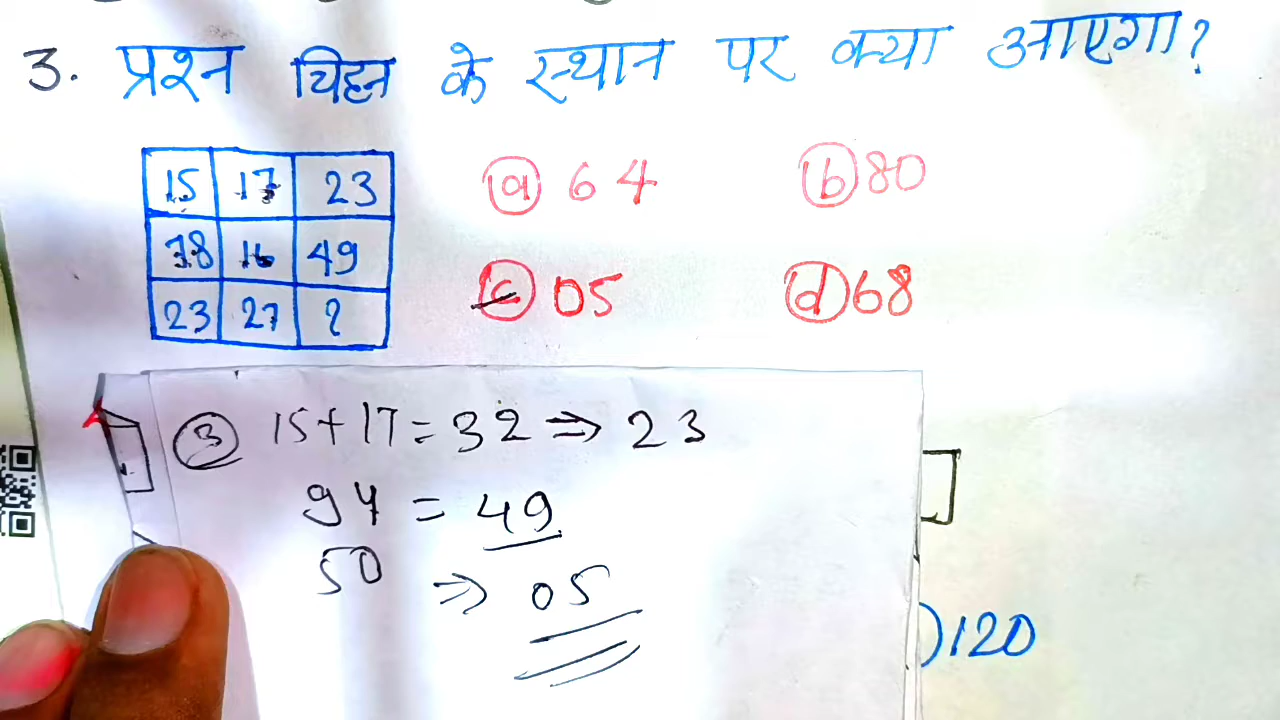 3. प्रश्न चिह्न के स्थान पर क्या आएगा?
15 17 23
78 16 49
23 27 ?
(a) 64 (b) 80
(c) 05 (d) 68
(3) 15+17=32⇒23
94 = 49
50 ⇒ 05
)120